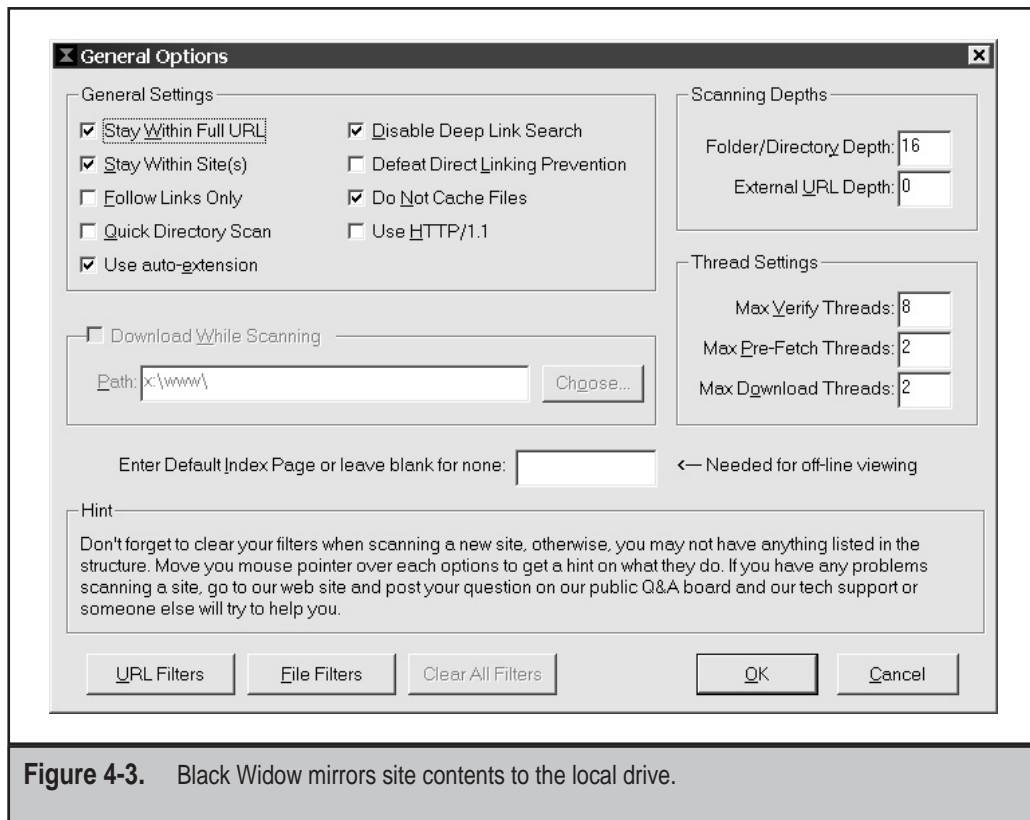 General Options
General Settings
Stay Within Full URL
Stay Within Site(s)
Follow Links Only
Quick Directory Scan
Use auto-extension
Disable Deep Link Search
Defeat Direct Linking Prevention
Do Not Cache Files
Use HTTP/1.1
Scanning Depths
Folder/Directory Depth: 16
External URL Depth: 0
Thread Settings
Max Verify Threads: 8
Max Pre-Fetch Threads: 2
Max Download Threads: 2
Download While Scanning
Path: x:\www\ Choose...
Enter Default Index Page or leave blank for none: <— Needed for off-line viewing
Hint
Don't forget to clear your filters when scanning a new site, otherwise, you may not have anything listed in the
structure. Move you mouse pointer over each options to get a hint on what they do. If you have any problems
scanning a site, go to our web site and post your question on our public Q&A board and our tech support or
someone else will try to help you.
URL Filters File Filters Clear All Filters OK Cancel
Figure 4-3. Black Widow mirrors site contents to the local drive.